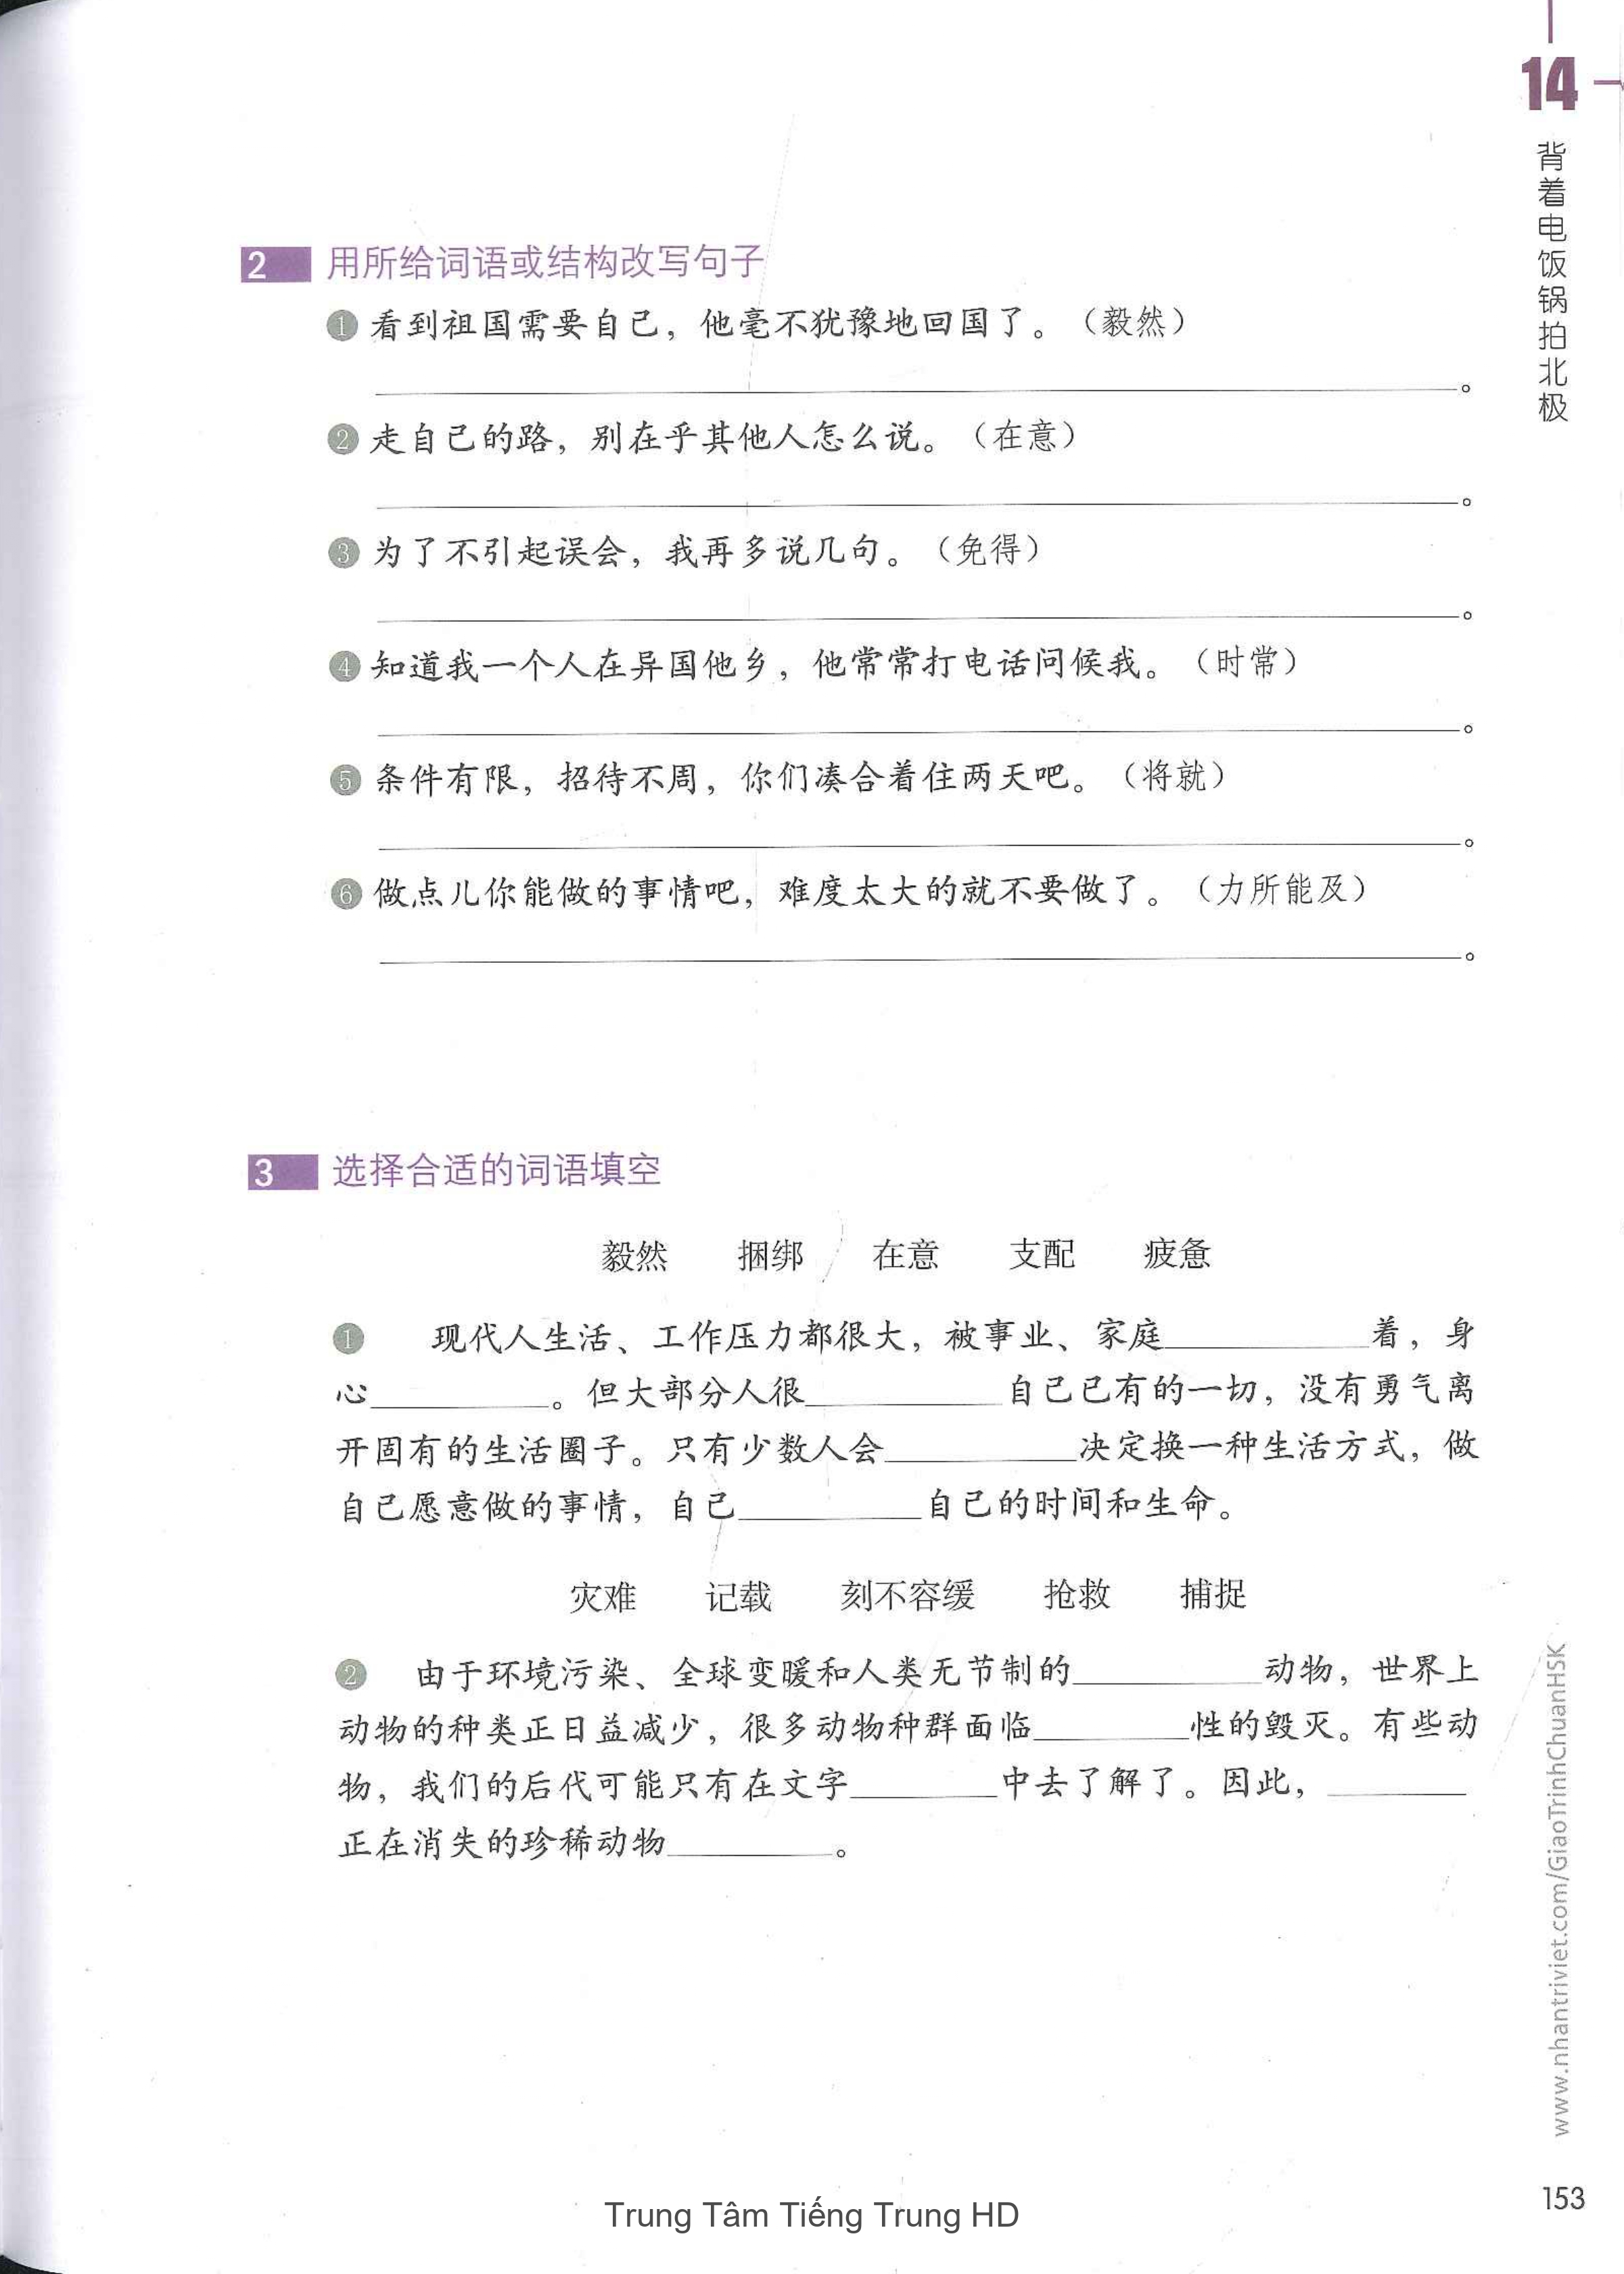 14
背着电饭锅拍北极
2 用所给词语或结构改写句子
1 看到祖国需要自己，他毫不犹豫地回国了。（毅然）
。
2 走自己的路，别在乎其他人怎么说。（在意）
。
3 为了不引起误会，我再多说几句。（免得）
。
4 知道我一个人在异国他乡，他常常打电话问候我。（时常）
。
5 条件有限，招待不周，你们凑合着住两天吧。（将就）
。
6 做点儿你能做的事情吧，难度太大的就不要做了。（力所能及）
。
3 选择合适的词语填空
毅然 捆绑 在意 支配 疲惫
1 现代人生活、工作压力都很大，被事业、家庭__________着，身
心__________。但大部分人很__________自己已有的一切，没有勇气离
开固有的生活圈子。只有少数人会__________决定换一种生活方式，做
自己愿意做的事情，自己__________自己的时间和生命。
灾难 记载 刻不容缓 抢救 捕捉
2 由于环境污染、全球变暖和人类无节制的__________动物，世界上
动物的种类正日益减少，很多动物种群面临__________性的毁灭。有些动
物，我们的后代可能只有在文字__________中去了解了。因此，__________
正在消失的珍稀动物__________。
www.nhantriviet.com/GiaoTrinhChuanHSK
153
Trung Tâm Tiếng Trung HD